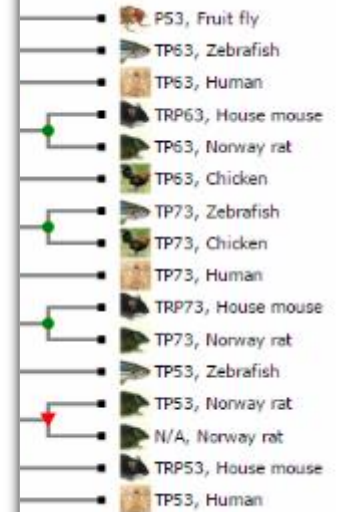 P53, Fruit fly
TP63, Zebrafish
TP63, Human
TRP63, House mouse
TP63, Norway rat
TP63, Chicken
TP73, Zebrafish
TP73, Chicken
TP73, Human
TRP73, House mouse
TP73, Norway rat
TP53, Zebrafish
TP53, Norway rat
N/A, Norway rat
TRP53, House mouse
TP53, Human